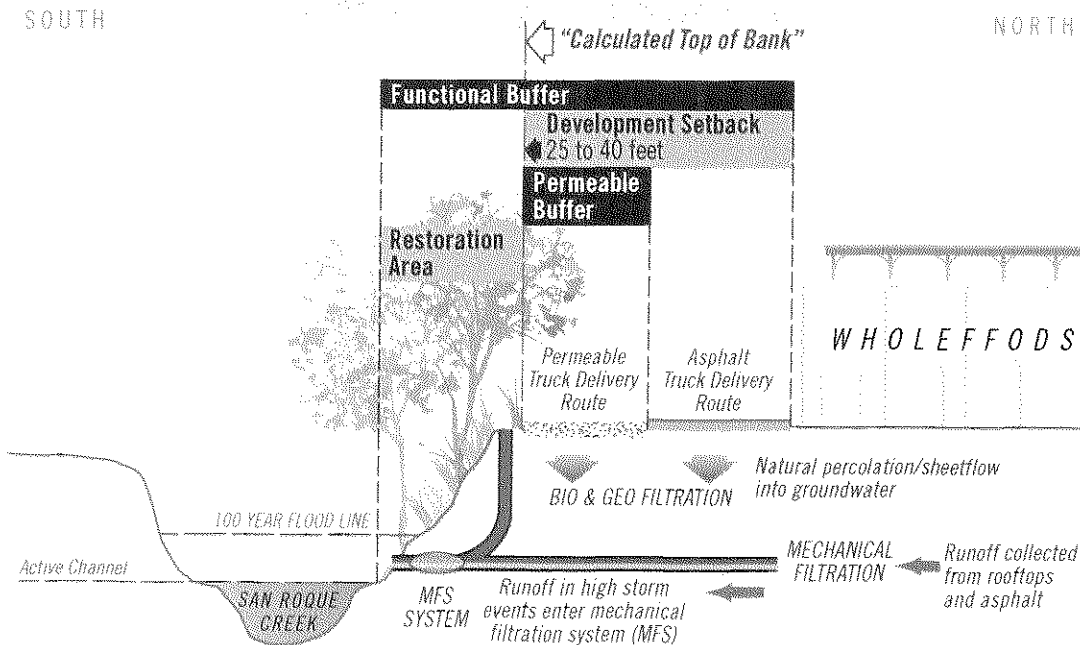 SOUTH
NORTH
"Calculated Top of Bank"
Functional Buffer
Development Setback
25 to 40 feet
Permeable
Buffer
Restoration
Area
WHOLEFFODS
Permeable
Truck Delivery
Route
Asphalt
Truck Delivery
Route
Natural percolation/sheetflow
into groundwater
BIO & GEO FILTRATION
100 YEAR FLOOD LINE
Active Channel
SAN ROQUE
CREEK
MFS
SYSTEM
Runoff in high storm
events enter mechanical
filtration system (MFS)
MECHANICAL
FILTRATION
Runoff collected
from rooftops
and asphalt